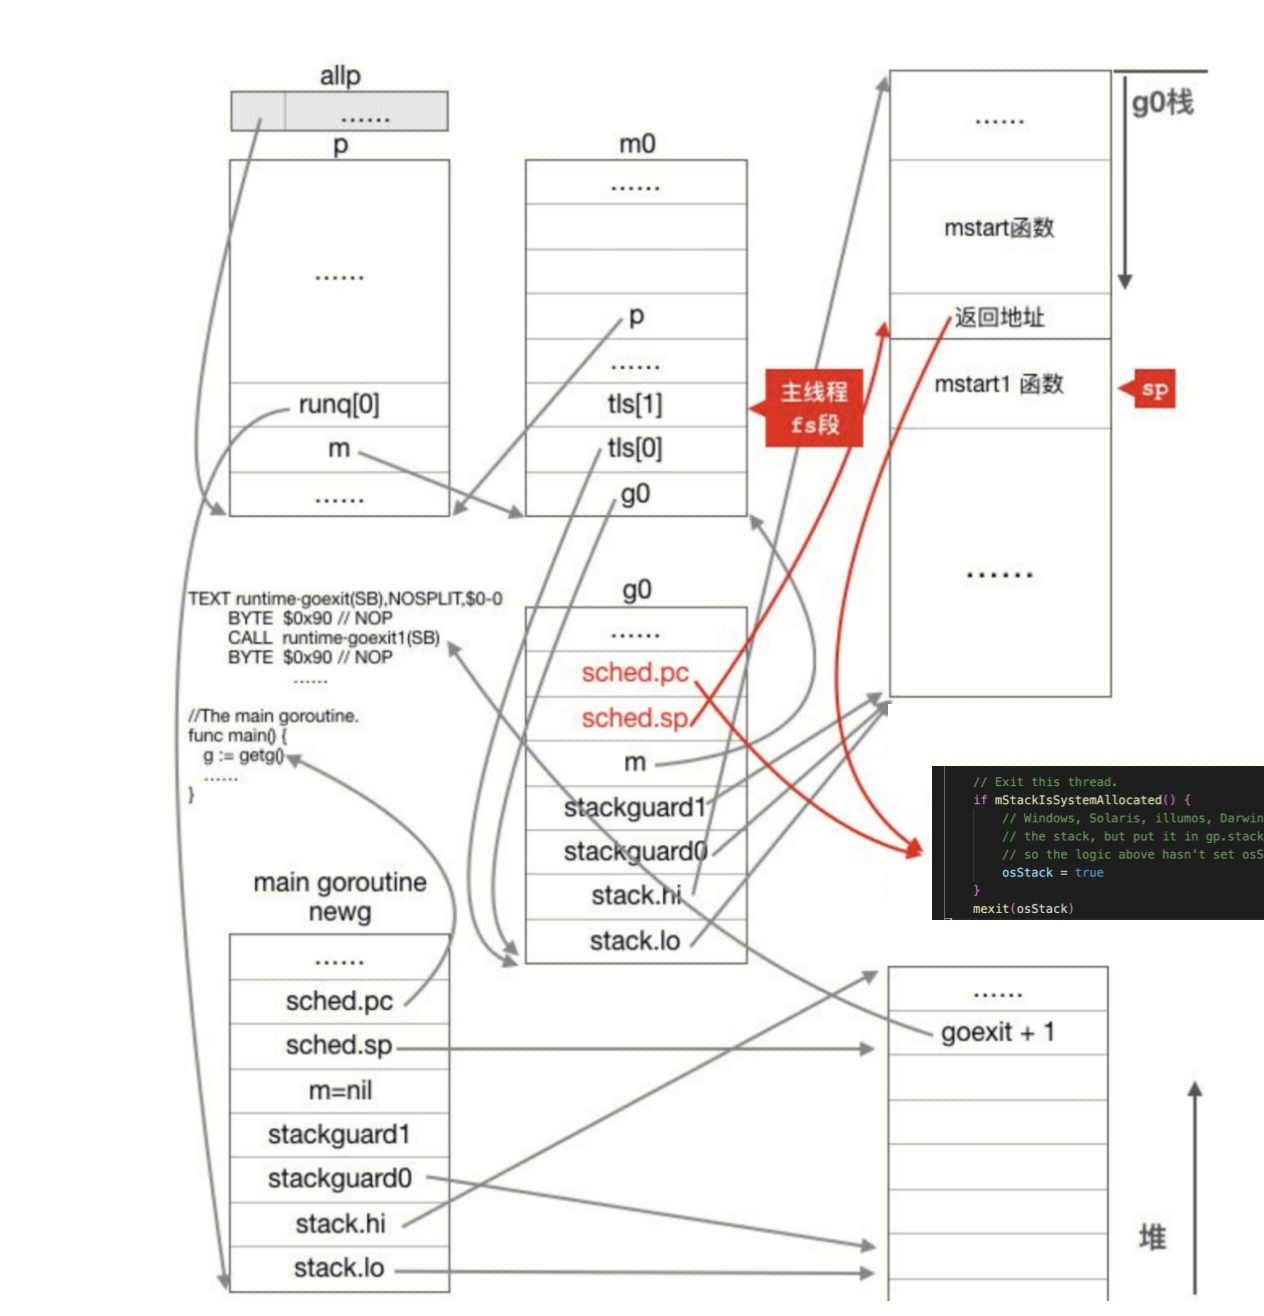 allp
......
p
......
runq[0]
m
......
m0
......
p
......
tls[1]
tls[0]
g0
主线程
fs段
g0栈
......
mstart函数
返回地址
mstart1 函数
sp
......
TEXT runtime·goexit(SB),NOSPLIT,$0-0
BYTE $0x90 // NOP
CALL runtime·goexit1(SB)
BYTE $0x90 // NOP
......
//The main goroutine.
func main() {
g := getg()
......
}
g0
......
sched.pc
sched.sp
m
stackguard1
stackguard0
stack.hi
stack.lo
// Exit this thread.
if mStackIsSystemAllocated() {
// Windows, Solaris, illumos, Darwin
// the stack, but put it in gp.stack
// so the logic above hasn't set osS
osStack = true
}
mexit(osStack)
main goroutine
newg
......
sched.pc
sched.sp
m=nil
stackguard1
stackguard0
stack.hi
stack.lo
......
goexit + 1
堆